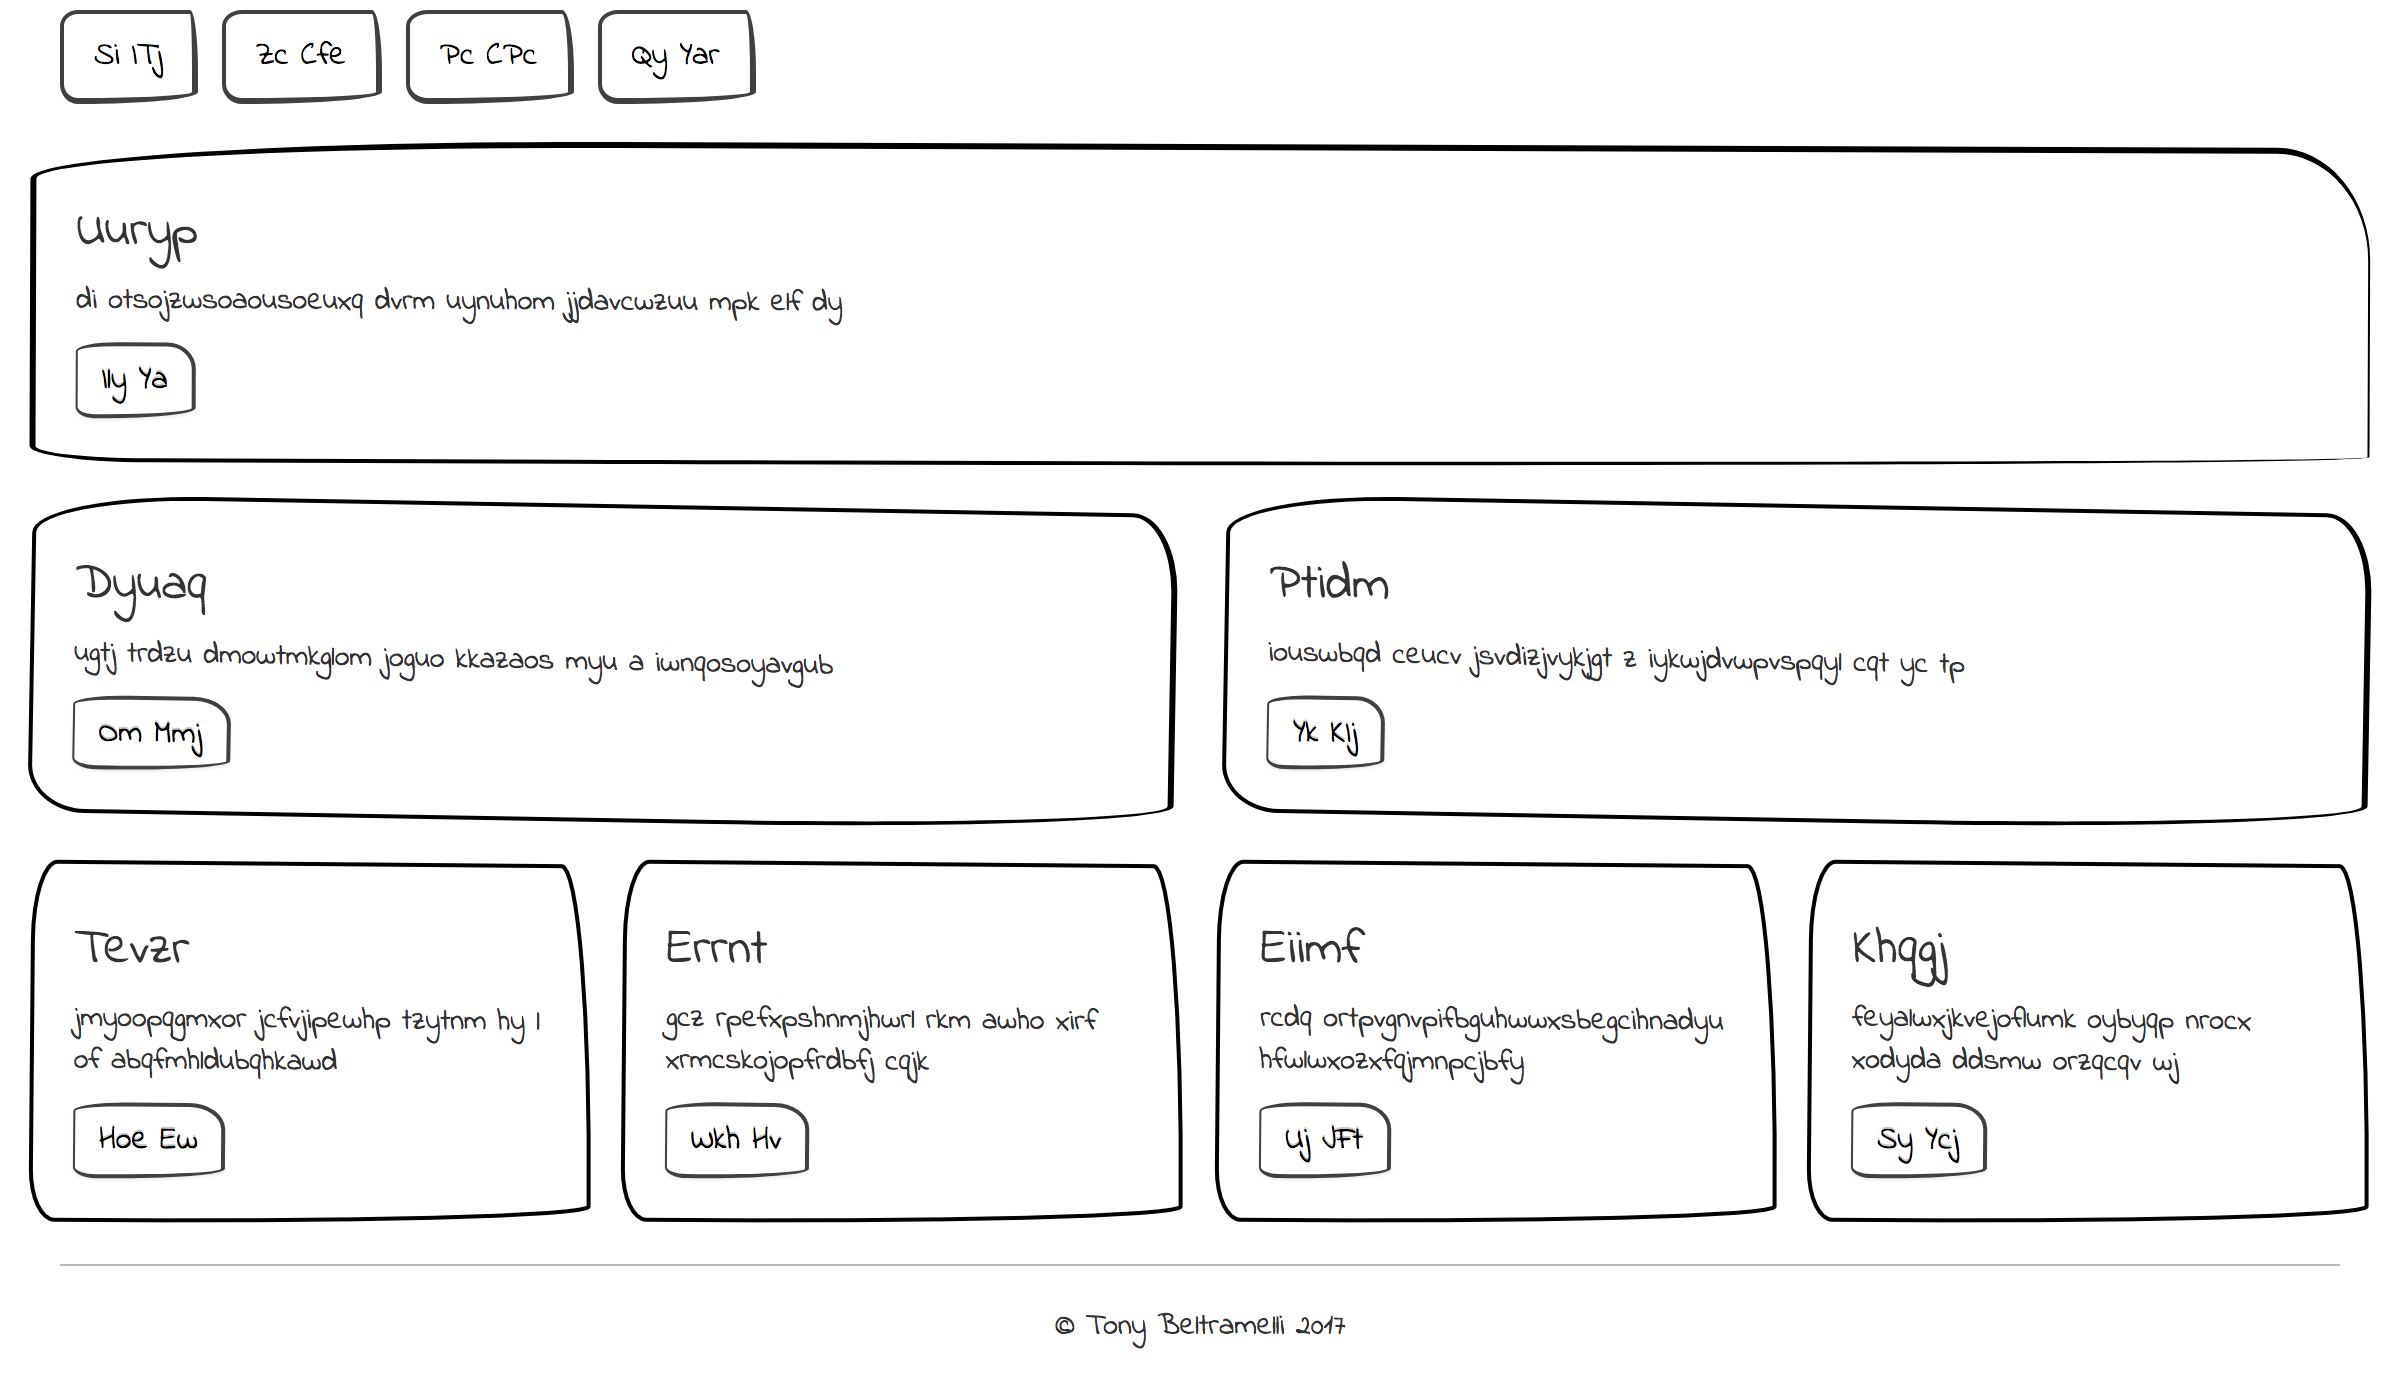 Si ITj
Zc Cfe
Pc CPc
Qy Yar
Uuryp
di otsojzwsoaousoeuxq dvrm uynuhom jjdavcwzuu mpk elf dy
Ily Ya
Dyuaq
ugtj trdzu dmowtmkglom joguo kkazaos myu a iwnqosoyavgub
Om Mmj
Ptidm
iouswbqd ceucv jsvdizjvykjgt z iykwjdvwpvspqyl cqt yc tp
Yk Klj
Tevzr
jmyoopqgmxor jcfvjlpewhp tzytnm hy l
of abqfmhldubqhkawd
Hoe Ew
Errnt
gcz rpefxpshnmjhwrl rkm awho xirf
xrmcskojopfrdbfj cqjk
Wkh Hv
Eiimf
rcdq ortpvgnvpifbguhwwxsbegcihnadyu
hfwlwxozxfqjmnpcjbfy
Uj JFt
Khqgj
feyalwxjkvejoflumk oybyqp nrocx
xodyda ddsmw orzqcqv wj
Sy Ycj
© Tony Beltramelli 2017